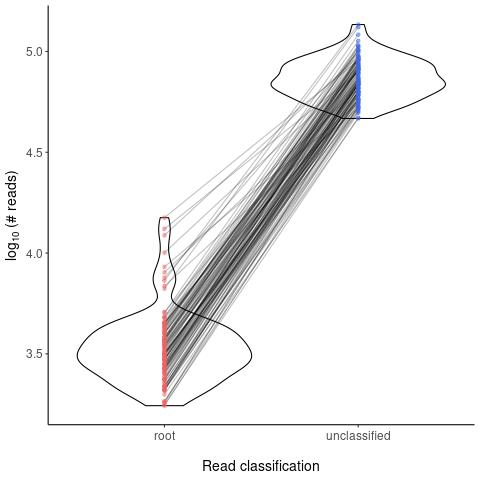 5.0
4.5
4.0
3.5
log₁₀ (# reads)
root unclassified
Read classification